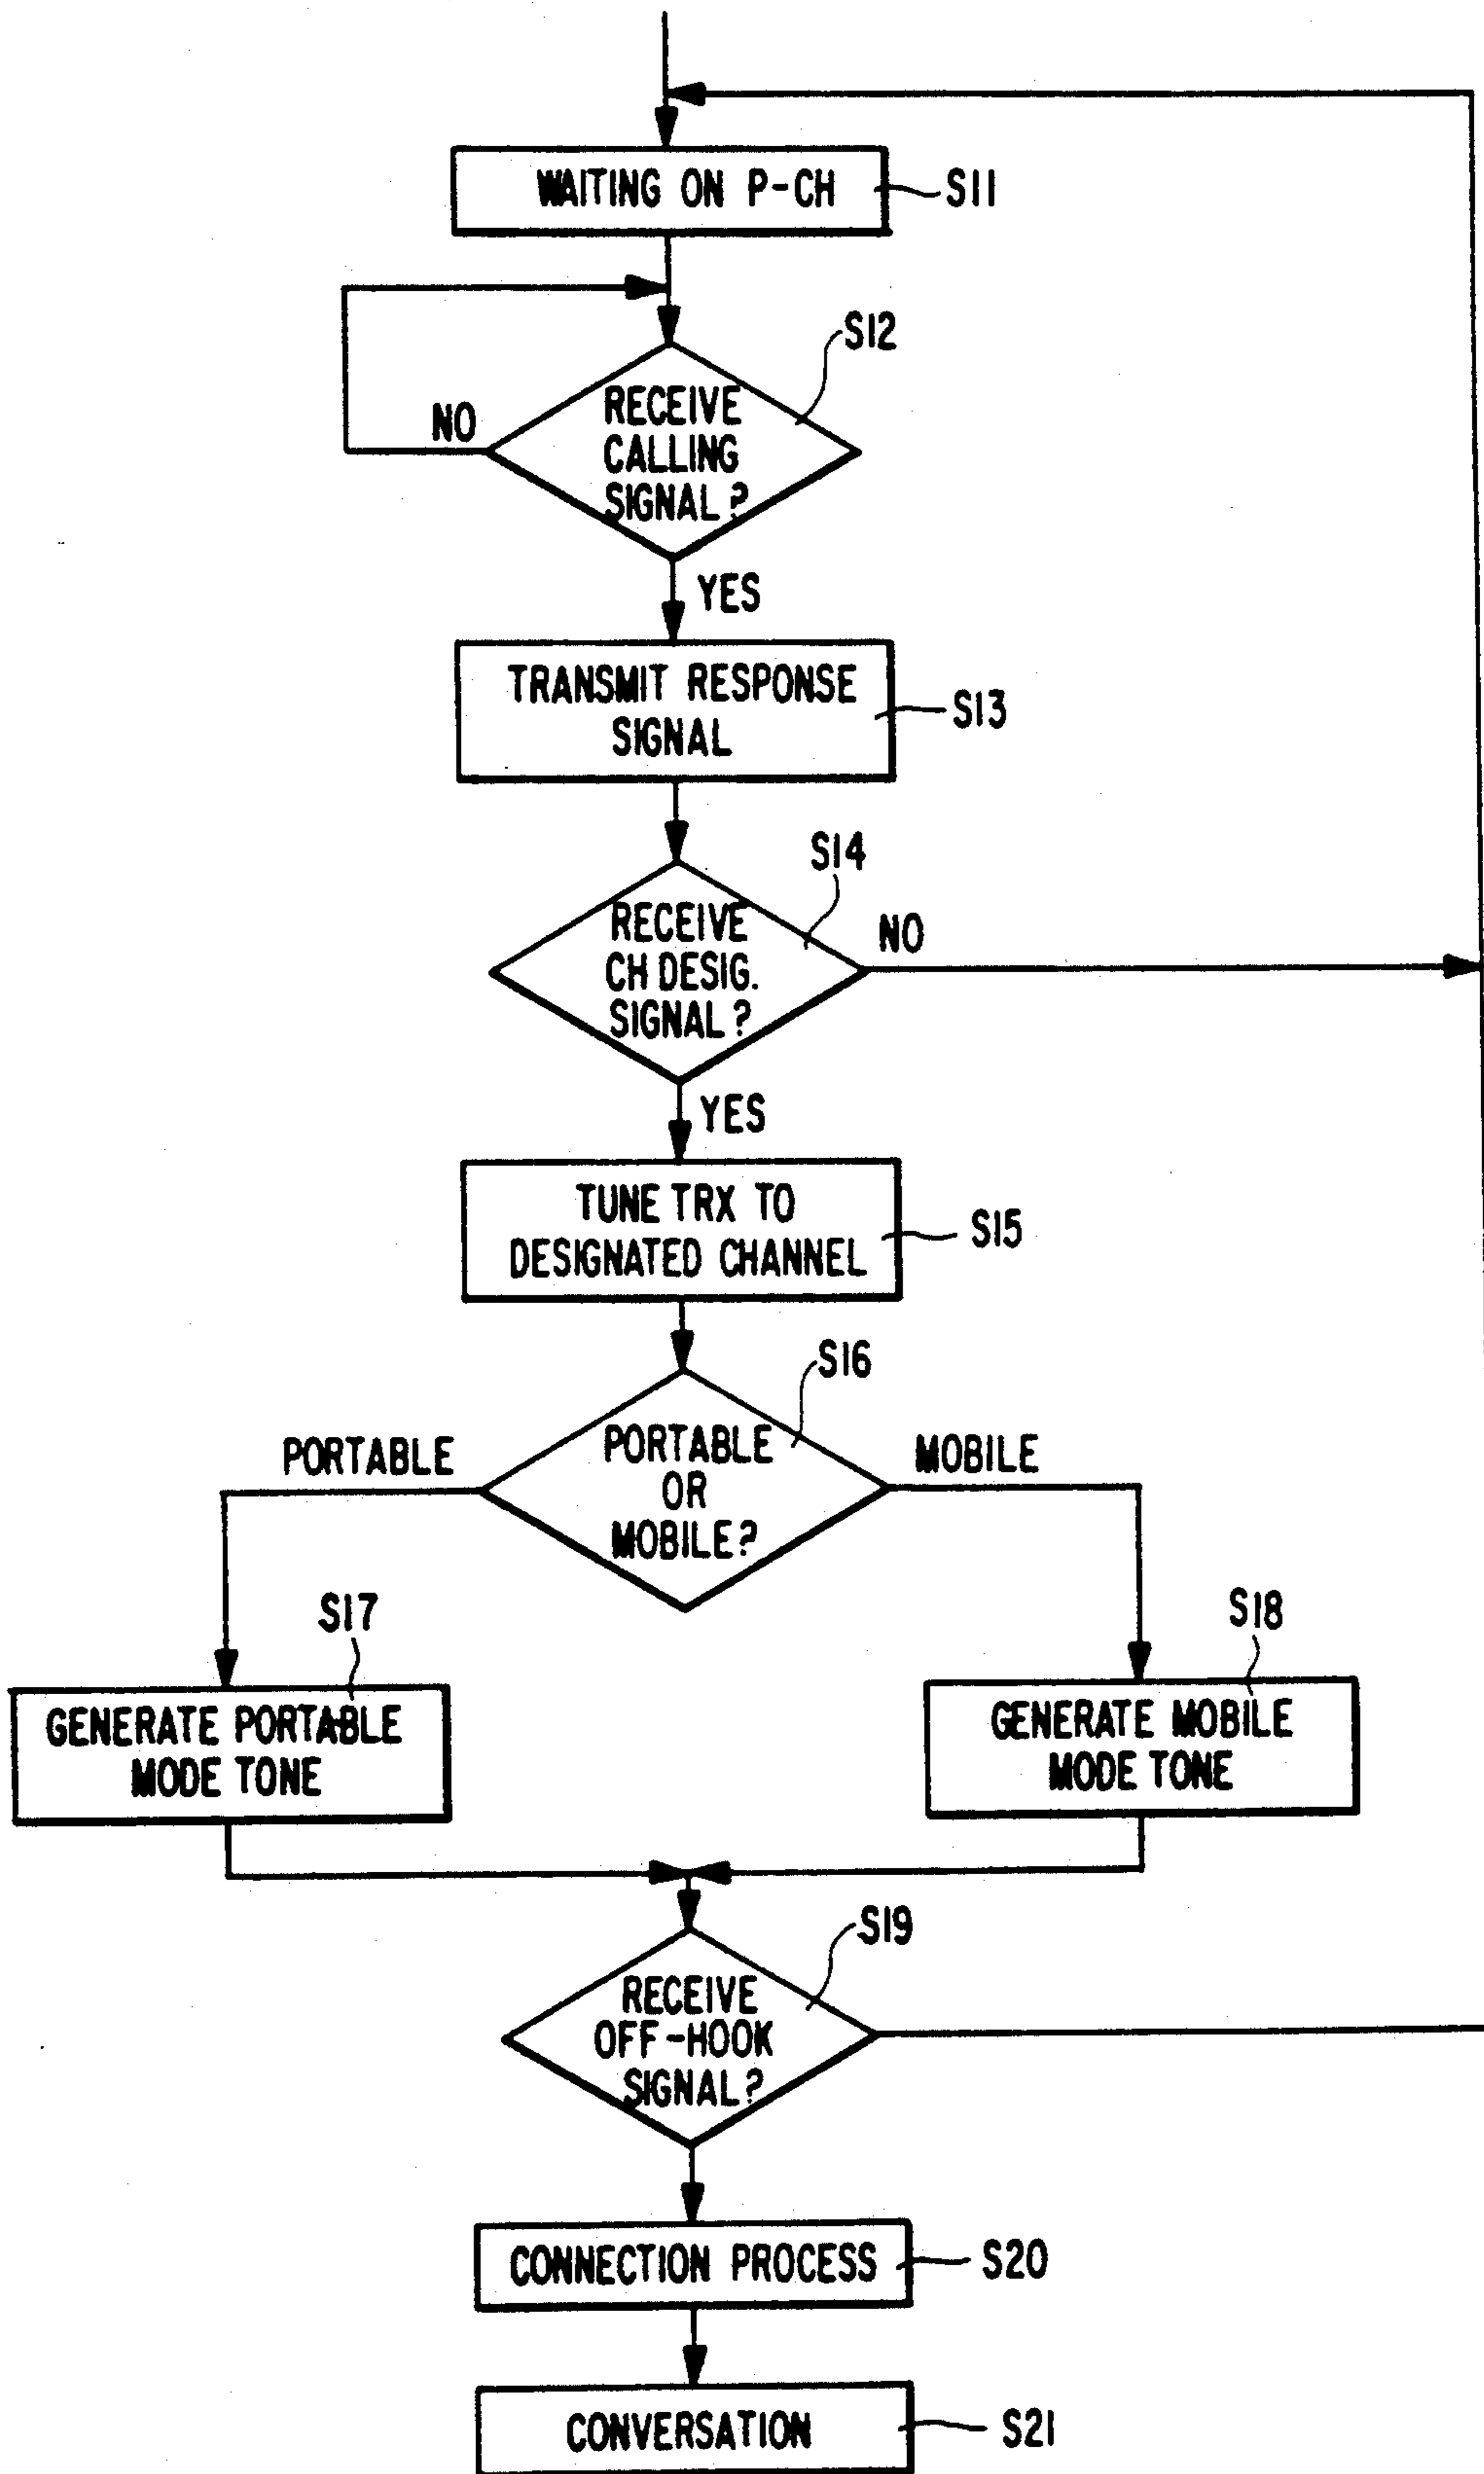 WAITING ON P-CH
S11
S12
RECEIVE
CALLING
SIGNAL?
NO
YES
TRANSMIT RESPONSE
SIGNAL
S13
S14
RECEIVE
CH DESIG.
SIGNAL?
NO
YES
TUNE TRX TO
DESIGNATED CHANNEL
S15
S16
PORTABLE
PORTABLE
OR
MOBILE?
MOBILE
S17
GENERATE PORTABLE
MODE TONE
S18
GENERATE MOBILE
MODE TONE
S19
RECEIVE
OFF-HOOK
SIGNAL?
CONNECTION PROCESS
S20
CONVERSATION
S21